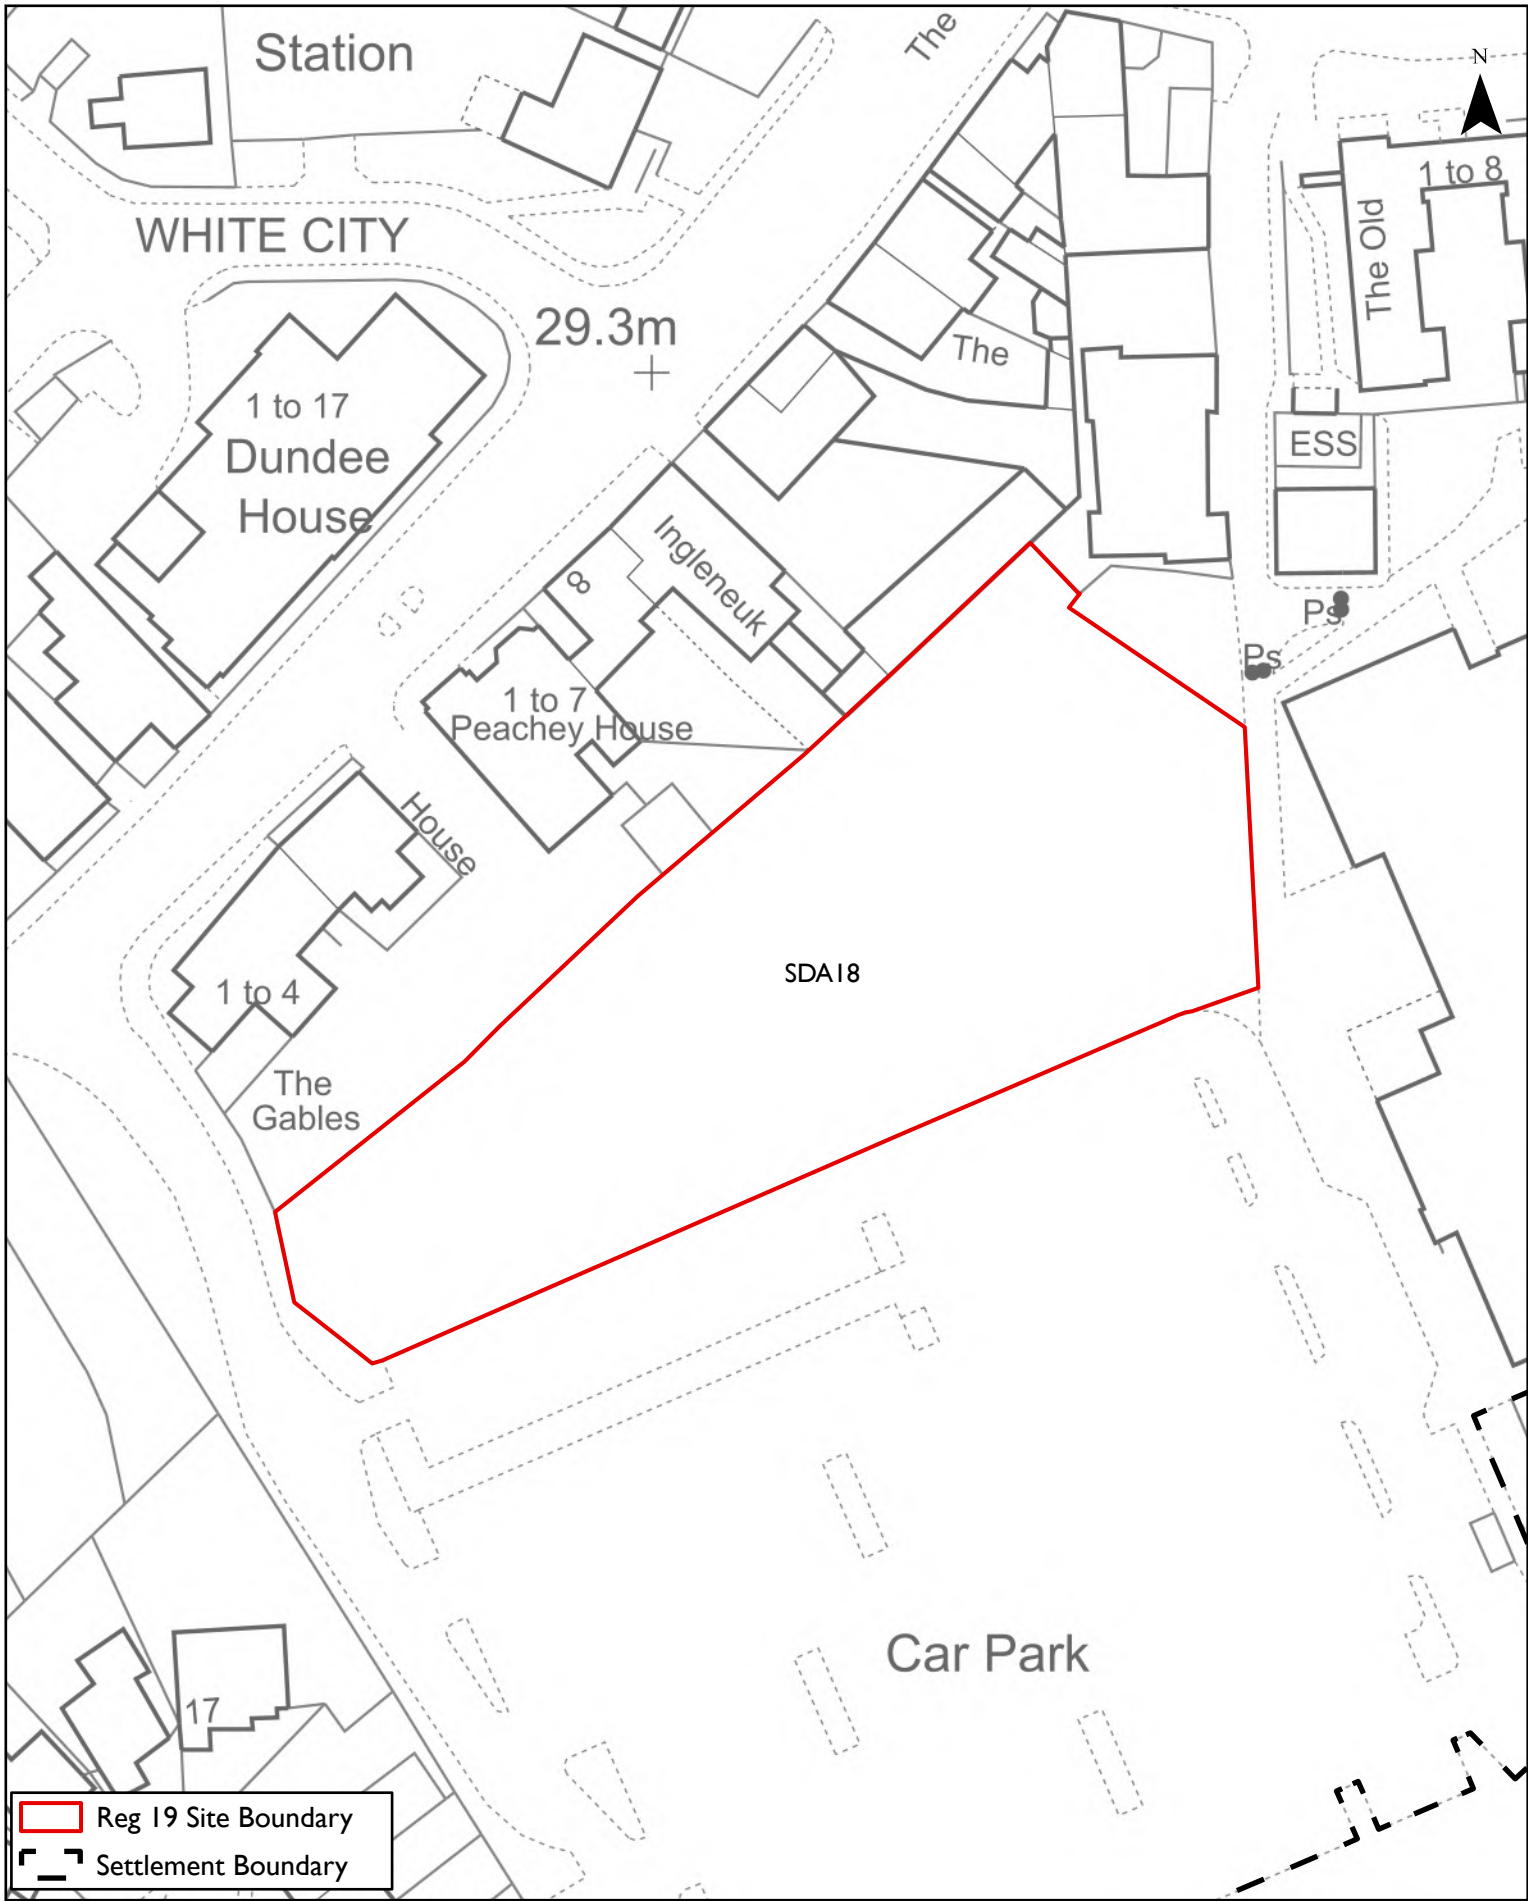 Station
The
N
1 to 8
The Old
WHITE CITY
29.3m
The
1 to 17
Dundee
House
ESS
Ingleneuk
8
Ps
Ps
1 to 7
Peachey House
House
SDA18
1 to 4
The
Gables
Car Park
17
Reg 19 Site Boundary
Settlement Boundary